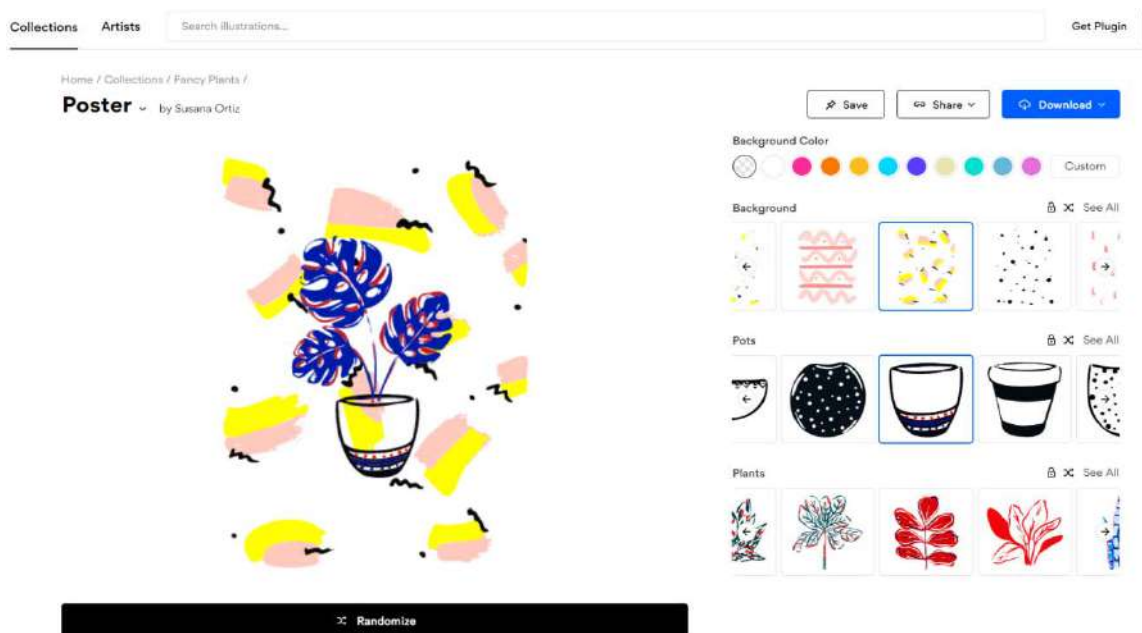 Collections Artists Search illustrations... Get Plugin
Home / Collections / Fancy Plants /
Poster by Susana Ortiz
Save Share Download
Background Color
Custom
Background See All
Pots See All
Plants See All
Randomize